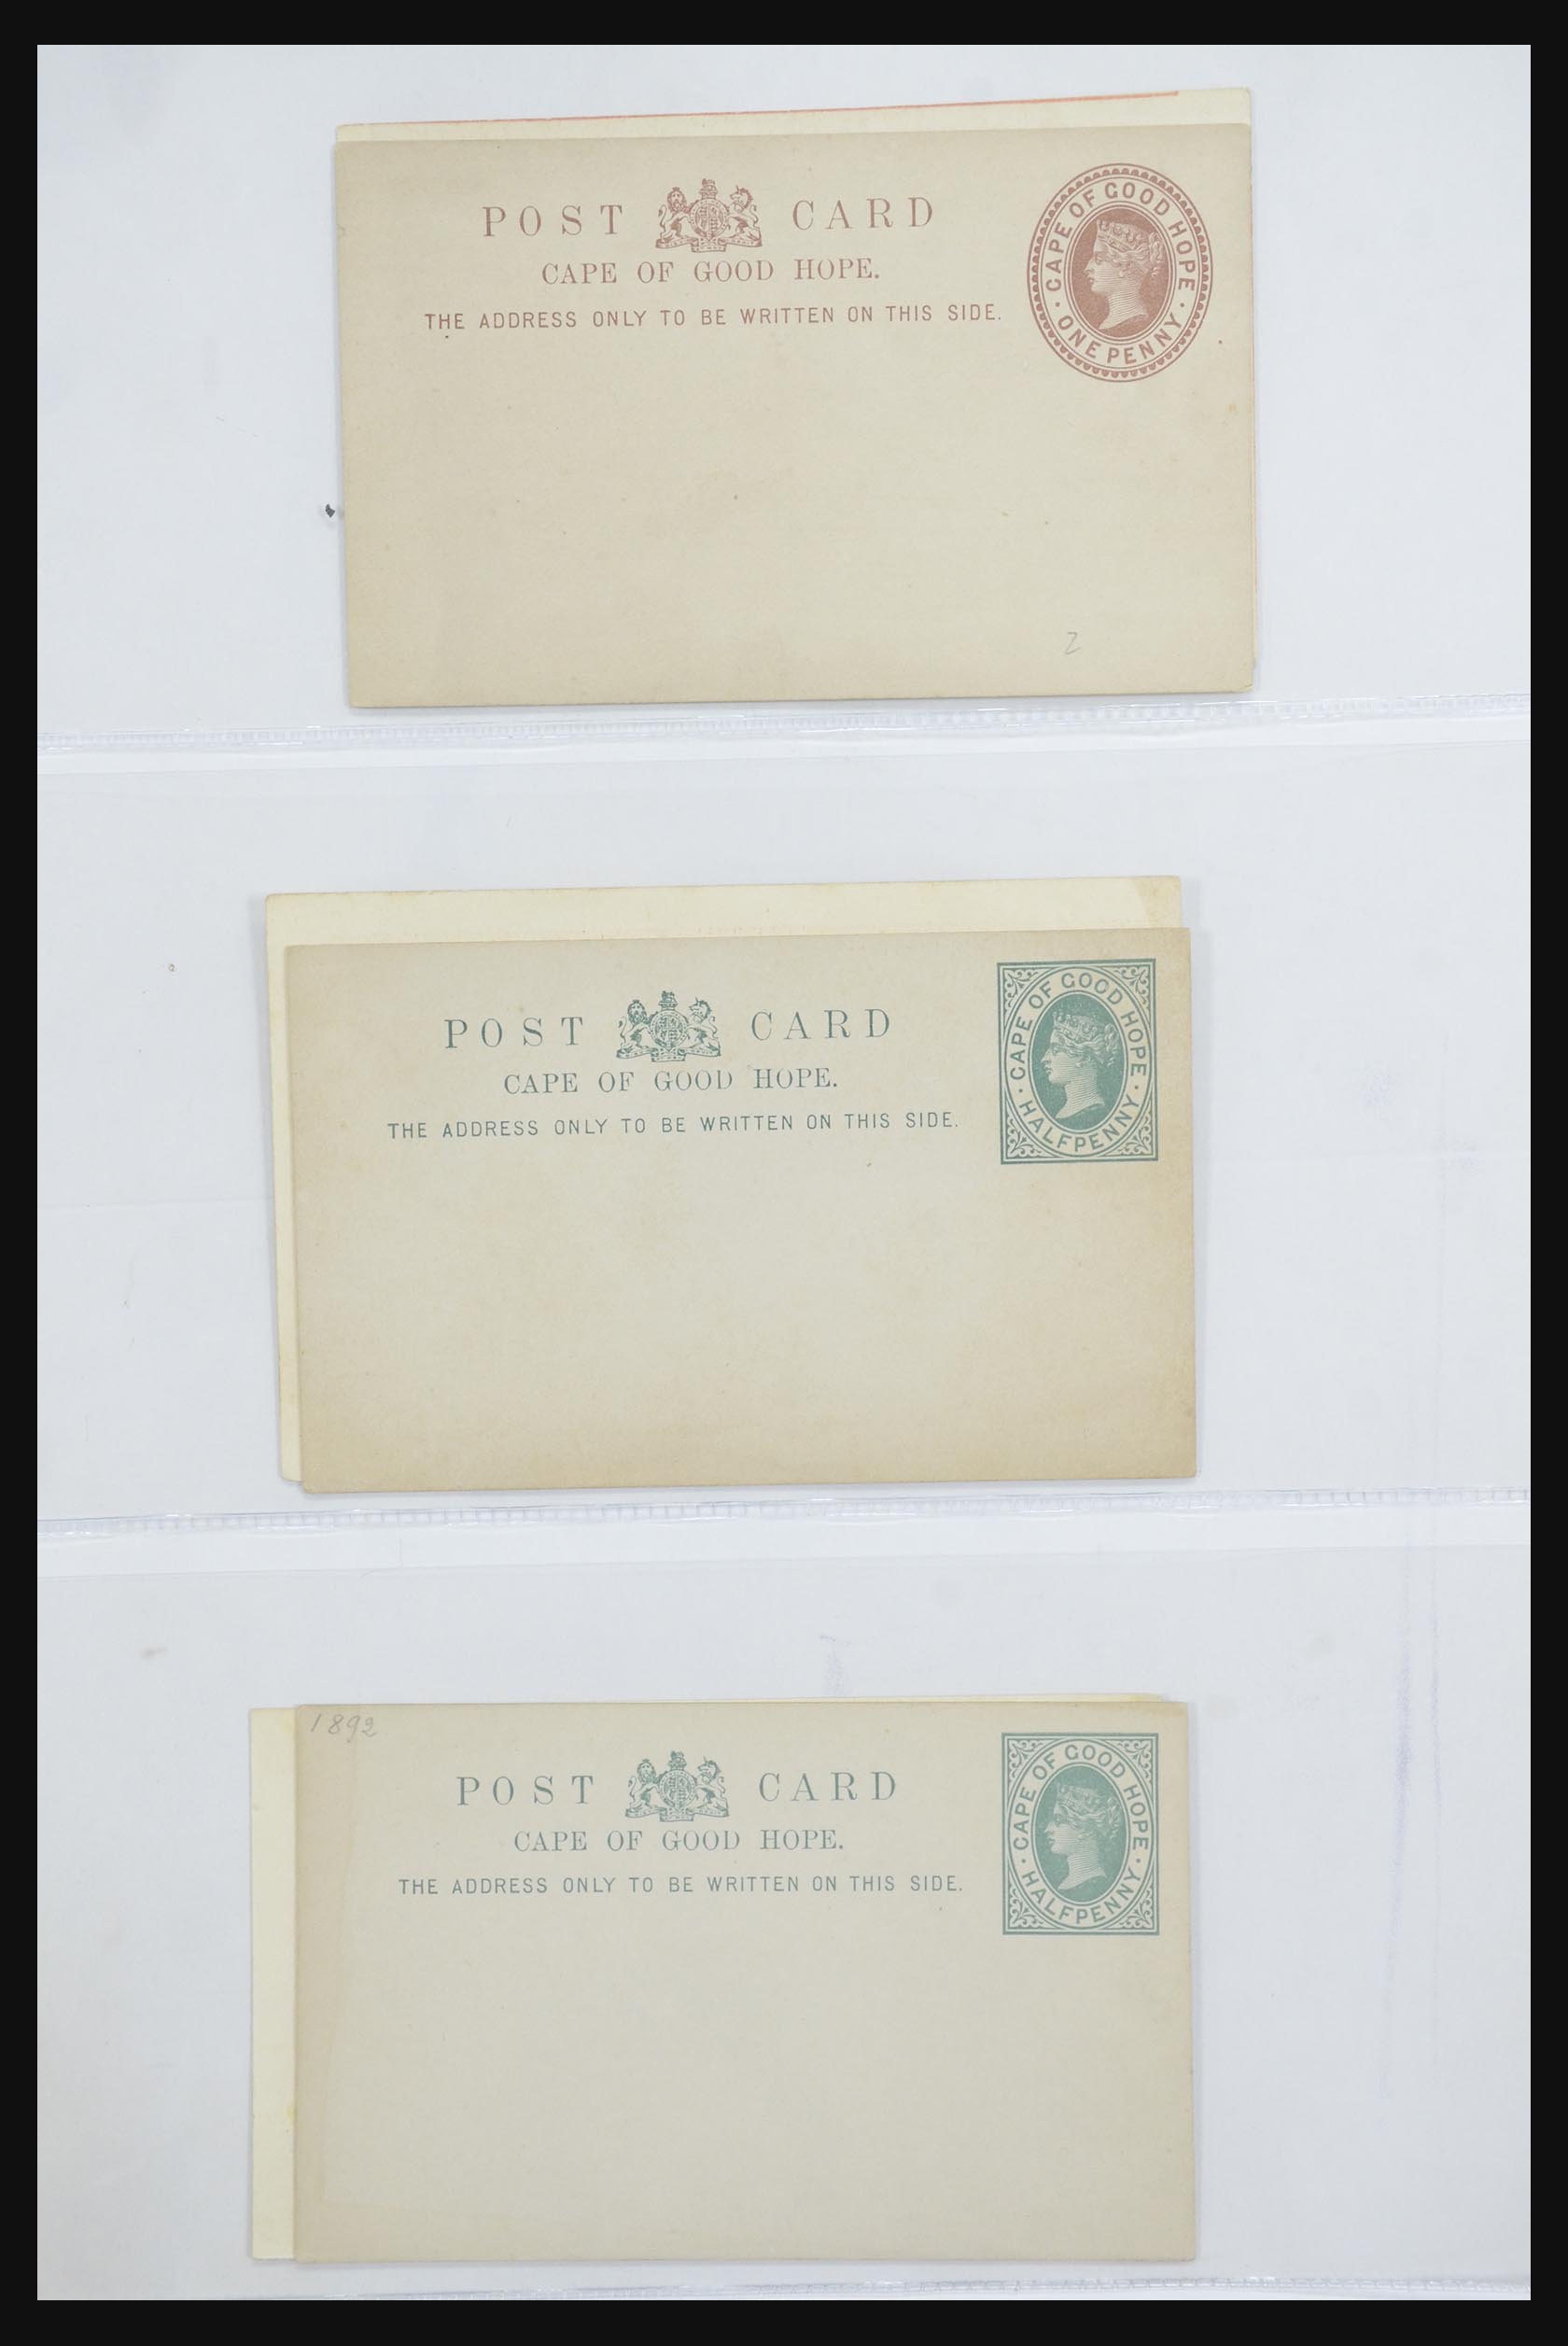 POST CARD
CAPE OF GOOD HOPE.
THE ADDRESS ONLY TO BE WRITTEN ON THIS SIDE.
CAPE OF GOOD HOPE
ONE PENNY
2
POST CARD
CAPE OF GOOD HOPE.
THE ADDRESS ONLY TO BE WRITTEN ON THIS SIDE.
CAPE OF GOOD HOPE
HALFPENNY
1892
POST CARD
CAPE OF GOOD HOPE.
THE ADDRESS ONLY TO BE WRITTEN ON THIS SIDE.
CAPE OF GOOD HOPE
HALFPENNY